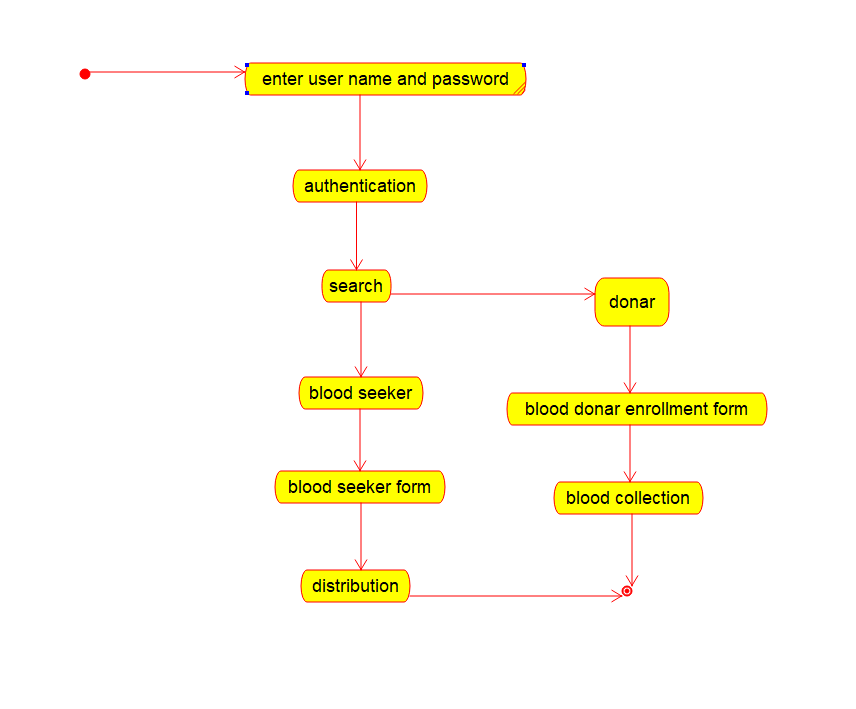 enter user name and password
authentication
search
donar
blood seeker
blood donar enrollment form
blood seeker form
blood collection
distribution